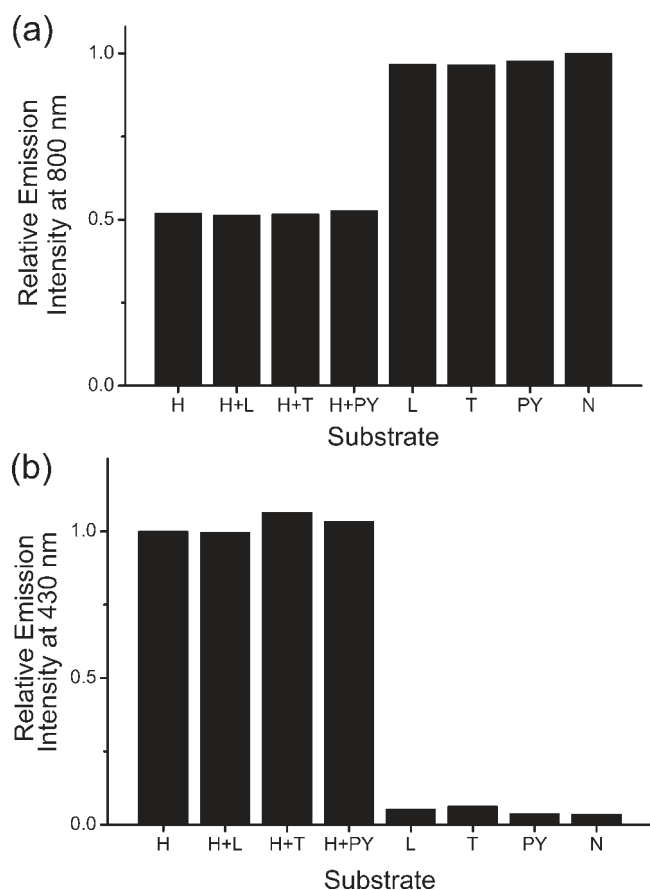 (a)
Relative Emission
Intensity at 800 nm
1.0
0.5
0.0
H H+L H+T H+PY L T PY N
Substrate
(b)
Relative Emission
Intensity at 430 nm
1.0
0.5
0.0
H H+L H+T H+PY L T PY N
Substrate